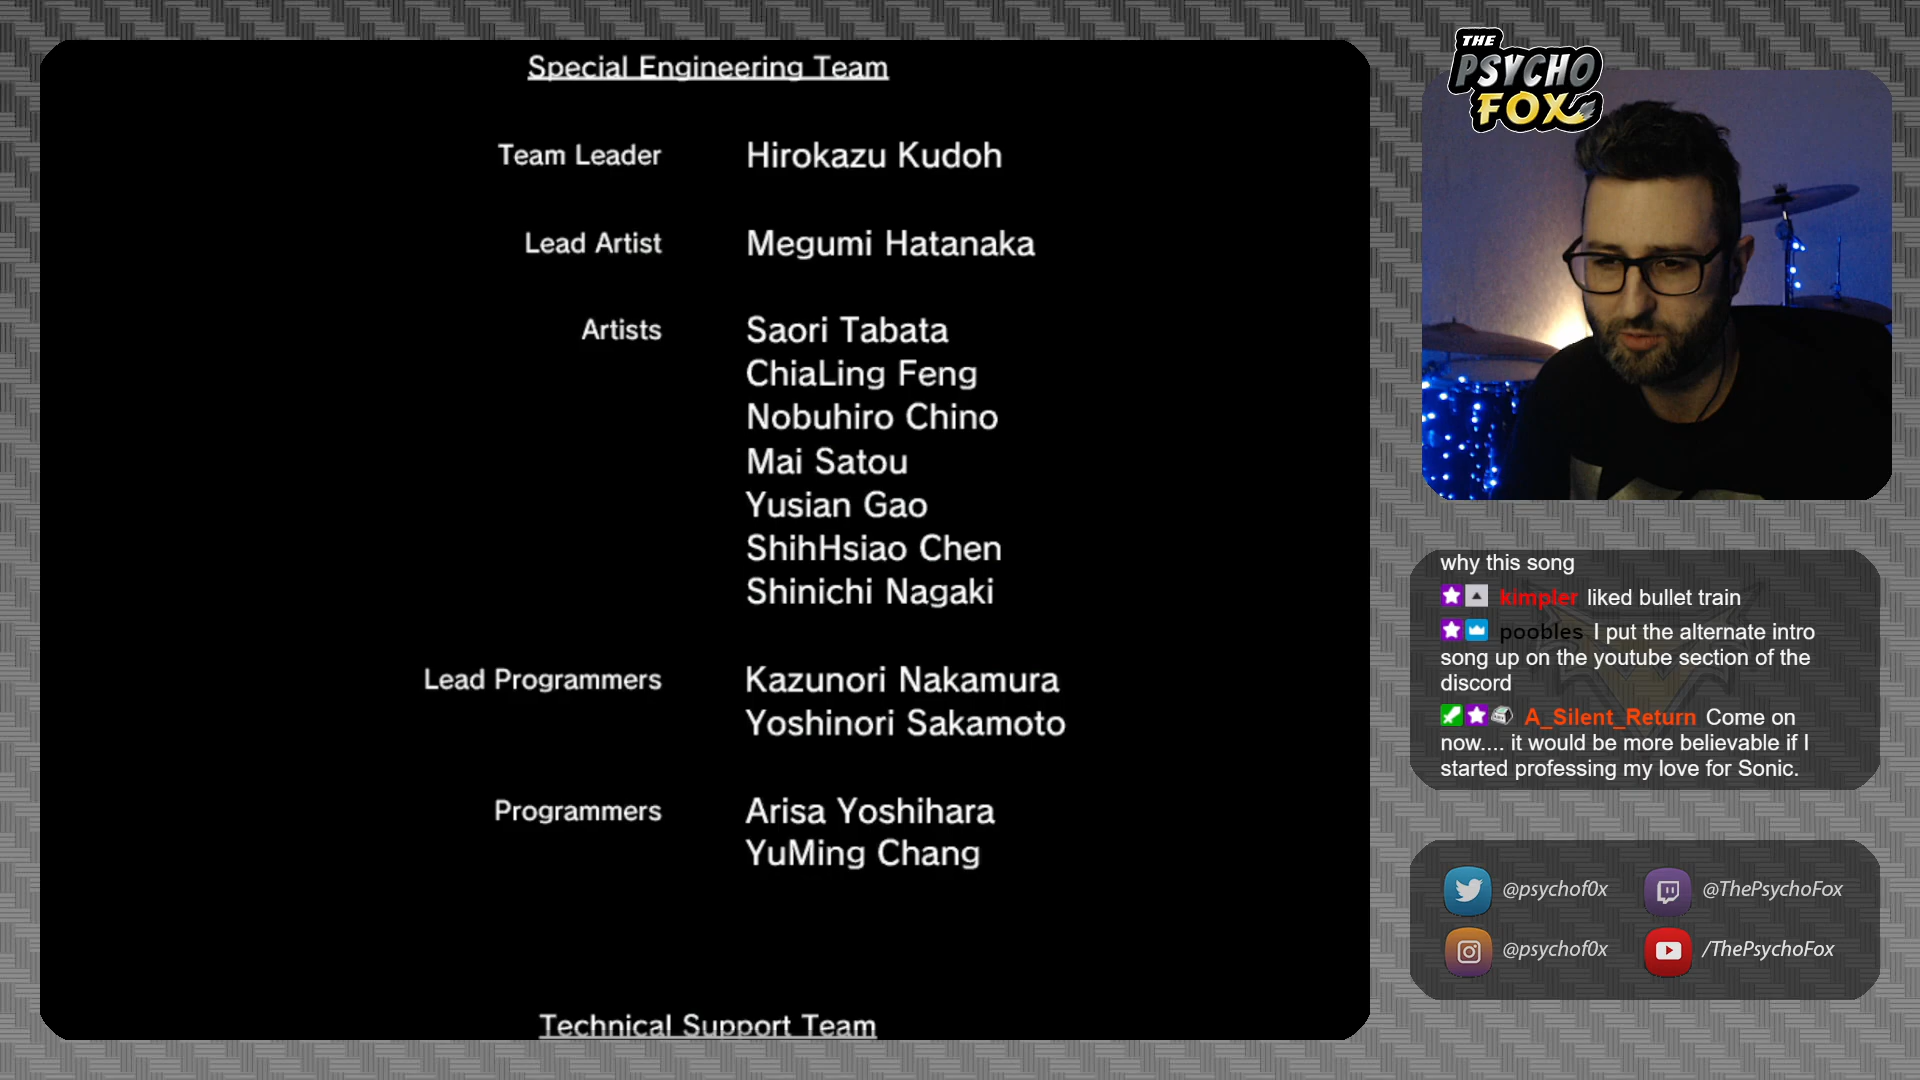 Special Engineering Team
Team Leader Hirokazu Kudoh
Lead Artist Megumi Hatanaka
Artists Saori Tabata
ChiaLing Feng
Nobuhiro Chino
Mai Satou
Yusian Gao
ShihHsiao Chen
Shinichi Nagaki
Lead Programmers Kazunori Nakamura
Yoshinori Sakamoto
Programmers Arisa Yoshihara
YuMing Chang
Technical Support Team
THE
PSYCHO
FOX
why this song
kimpler liked bullet train
poobles I put the alternate intro
song up on the youtube section of the
discord
A_Silent_Return Come on
now.... it would be more believable if I
started professing my love for Sonic.
@psychof0x @ThePsychoFox
@psychof0x /ThePsychoFox